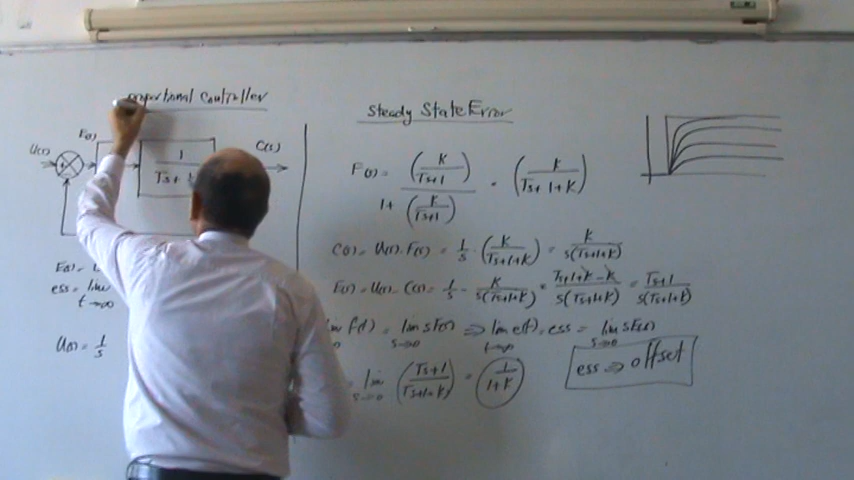 proportional Controller
E(s)
U(s)
C(s)
+
1
Ts+1
E(s) =
ess = lim
t→∞
U(s) = 1/s
Steady State Error
F(s) = (K/(Ts+1)) / (1 + (K/(Ts+1))) = (K/(Ts+1+K))
C(s) = U(s).F(s) = 1/s . (K/(Ts+1+K)) = K/(s(Ts+1+K))
E(s) = U(s) - C(s) = 1/s - K/(s(Ts+1+K)) = (Ts+1+K-K)/(s(Ts+1+K)) = (Ts+1)/(s(Ts+1+K))
lim f(t) = lim s F(s) ⇒ lim e(t) = ess = lim s E(s)
s→0 t→∞ s→0
= lim ((Ts+1)/(Ts+1+K)) = 1/(1+K)
s→0
ess ⇒ offset